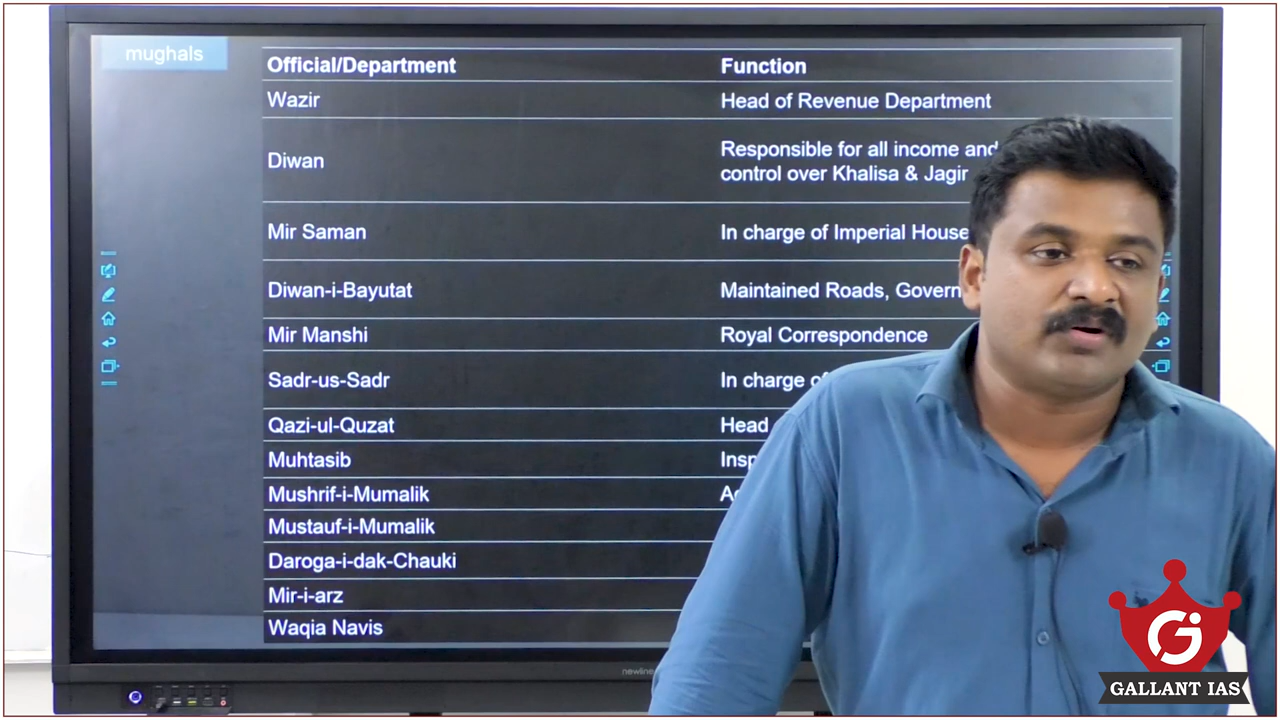 mughals
Official/Department Function
Wazir Head of Revenue Department
Diwan Responsible for all income and
control over Khalisa & Jagir
Mir Saman In charge of Imperial House
Diwan-i-Bayutat Maintained Roads, Govern
Mir Manshi Royal Correspondence
Sadr-us-Sadr In charge of
Qazi-ul-Quzat Head
Muhtasib
Mushrif-i-Mumalik
Mustauf-i-Mumalik
Daroga-i-dak-Chauki
Mir-i-arz
Waqia Navis
newline
GALLANT IAS